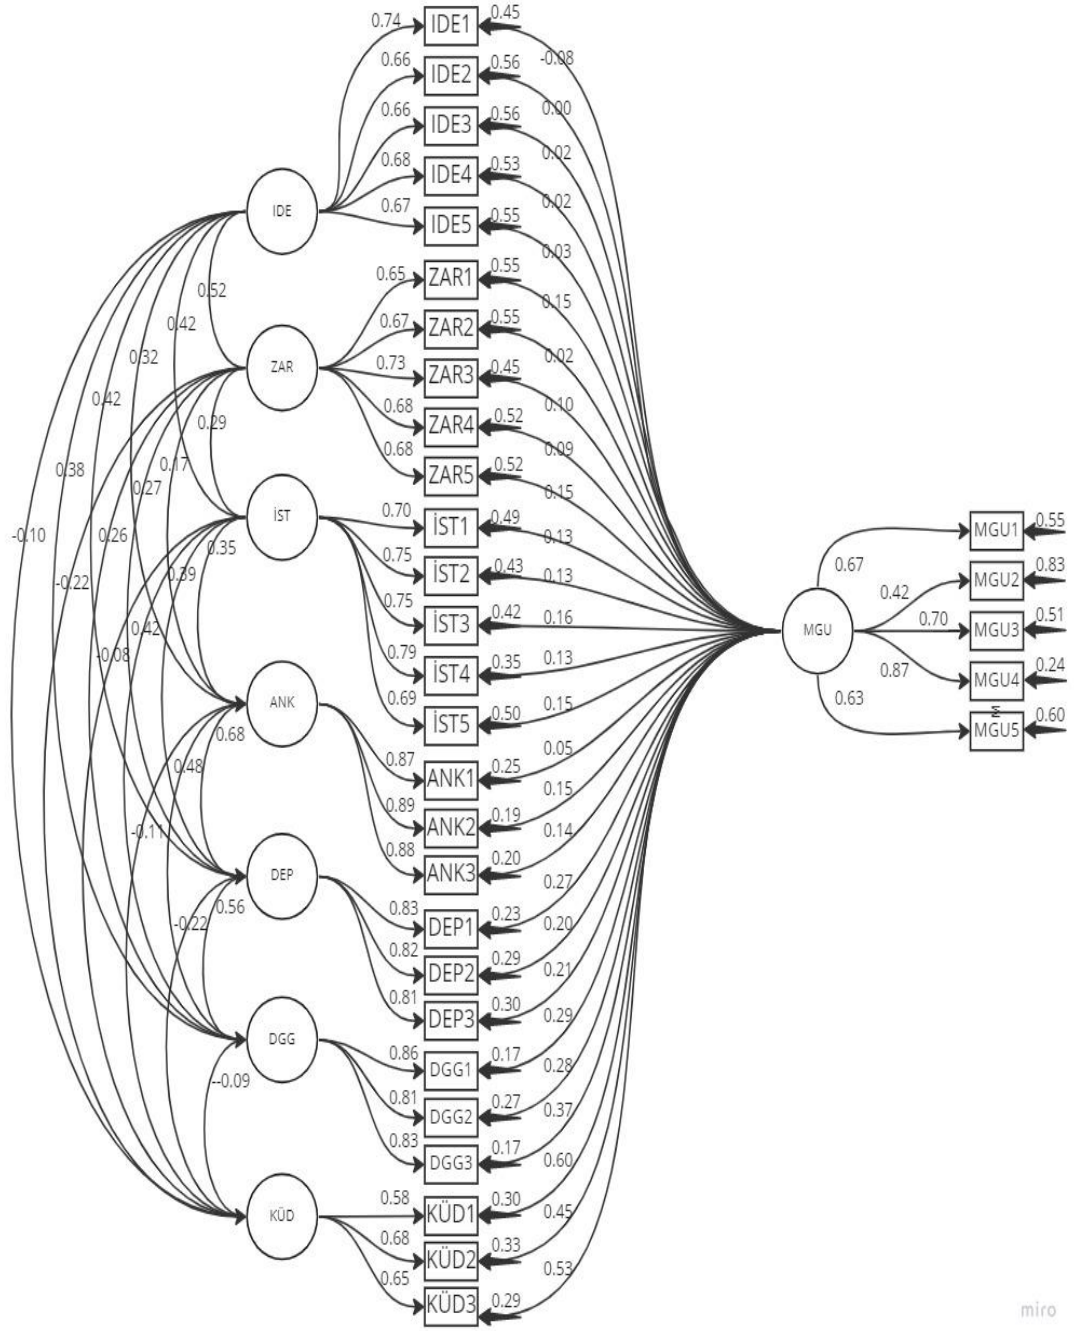 0.74
IDE1
0.45
-0.08
0.66
IDE2
0.56
0.00
0.66
IDE3
0.56
0.02
0.68
IDE4
0.53
0.02
0.67
IDE5
0.55
0.03
IDE
0.65
ZAR1
0.55
0.15
0.67
ZAR2
0.55
0.02
0.73
ZAR3
0.45
0.10
0.68
ZAR4
0.52
0.09
0.68
ZAR5
0.52
0.15
ZAR
0.52
0.42
0.32
0.42
0.38
-0.10
0.29
0.17
0.27
0.26
-0.22
0.70
İST1
0.49
0.13
0.75
İST2
0.43
0.13
0.75
İST3
0.42
0.16
0.79
İST4
0.35
0.13
0.69
İST5
0.50
0.15
İST
0.35
0.39
0.42
-0.08
0.87
ANK1
0.25
0.05
0.89
ANK2
0.19
0.15
0.88
ANK3
0.20
0.14
ANK
0.68
0.48
-0.11
0.83
DEP1
0.23
0.27
0.82
DEP2
0.29
0.20
0.81
DEP3
0.30
0.21
DEP
0.56
-0.22
0.86
DGG1
0.17
0.29
0.81
DGG2
0.27
0.28
0.83
DGG3
0.17
0.37
DGG
--0.09
0.58
KÜD1
0.30
0.60
0.68
KÜD2
0.33
0.45
0.65
KÜD3
0.29
0.53
KÜD
MGU
0.67
MGU1
0.55
0.42
MGU2
0.83
0.70
MGU3
0.51
0.87
MGU4
0.24
Σ
0.63
MGU5
0.60
miro